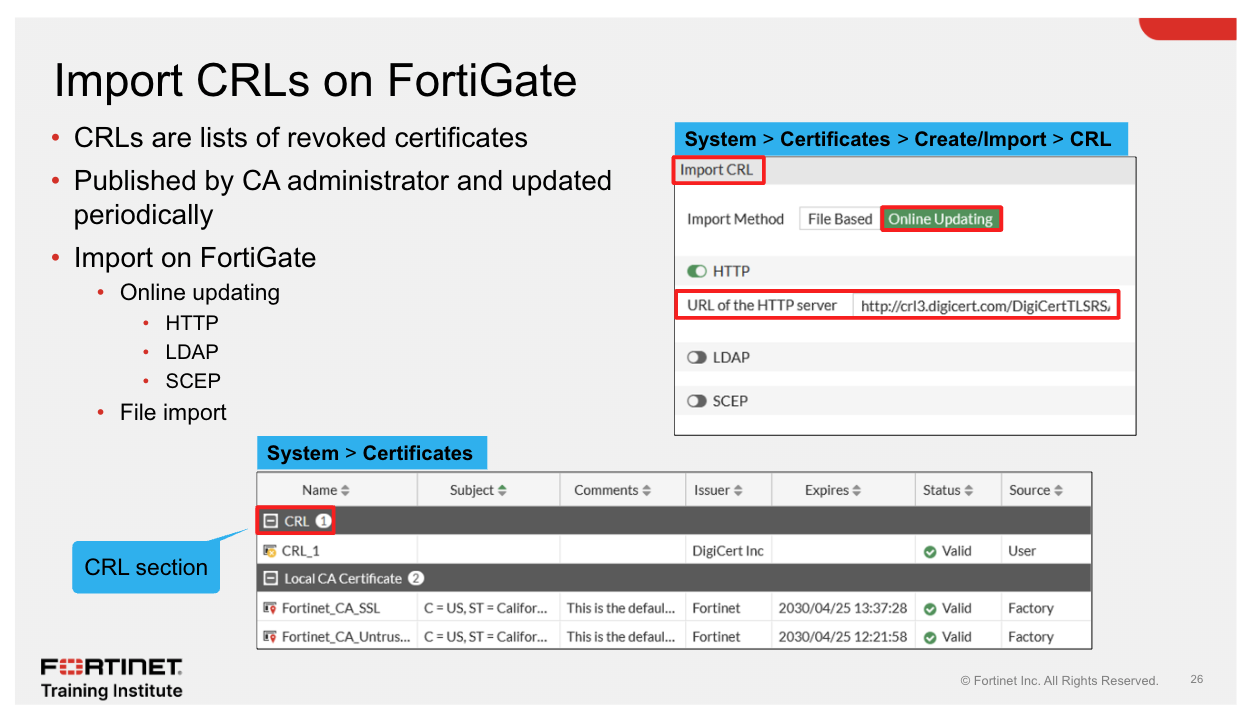 Import CRLs on FortiGate
• CRLs are lists of revoked certificates
• Published by CA administrator and updated
periodically
• Import on FortiGate
• Online updating
• HTTP
• LDAP
• SCEP
• File import
System > Certificates > Create/Import > CRL
Import CRL
Import Method File Based Online Updating
HTTP
URL of the HTTP server http://crl3.digicert.com/DigiCertTLSRS
LDAP
SCEP
System > Certificates
Name Subject Comments Issuer Expires Status Source
CRL 1
CRL_1 DigiCert Inc Valid User
Local CA Certificate 2
Fortinet_CA_SSL C = US, ST = Califor... This is the defaul... Fortinet 2030/04/25 13:37:28 Valid Factory
Fortinet_CA_Untrus... C = US, ST = Califor... This is the defaul... Fortinet 2030/04/25 12:21:58 Valid Factory
CRL section
FORTINET
Training Institute
© Fortinet Inc. All Rights Reserved. 26